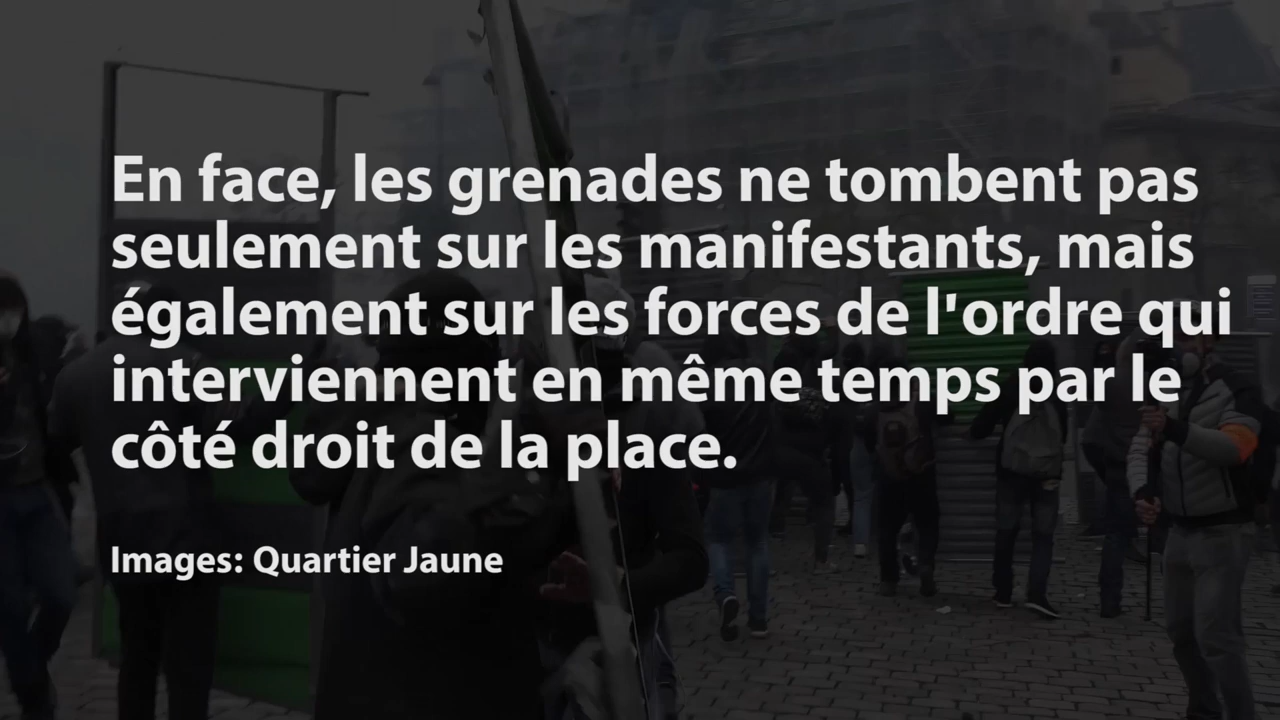 En face, les grenades ne tombent pas
seulement sur les manifestants, mais
également sur les forces de l'ordre qui
interviennent en même temps par le
côté droit de la place.
Images: Quartier Jaune